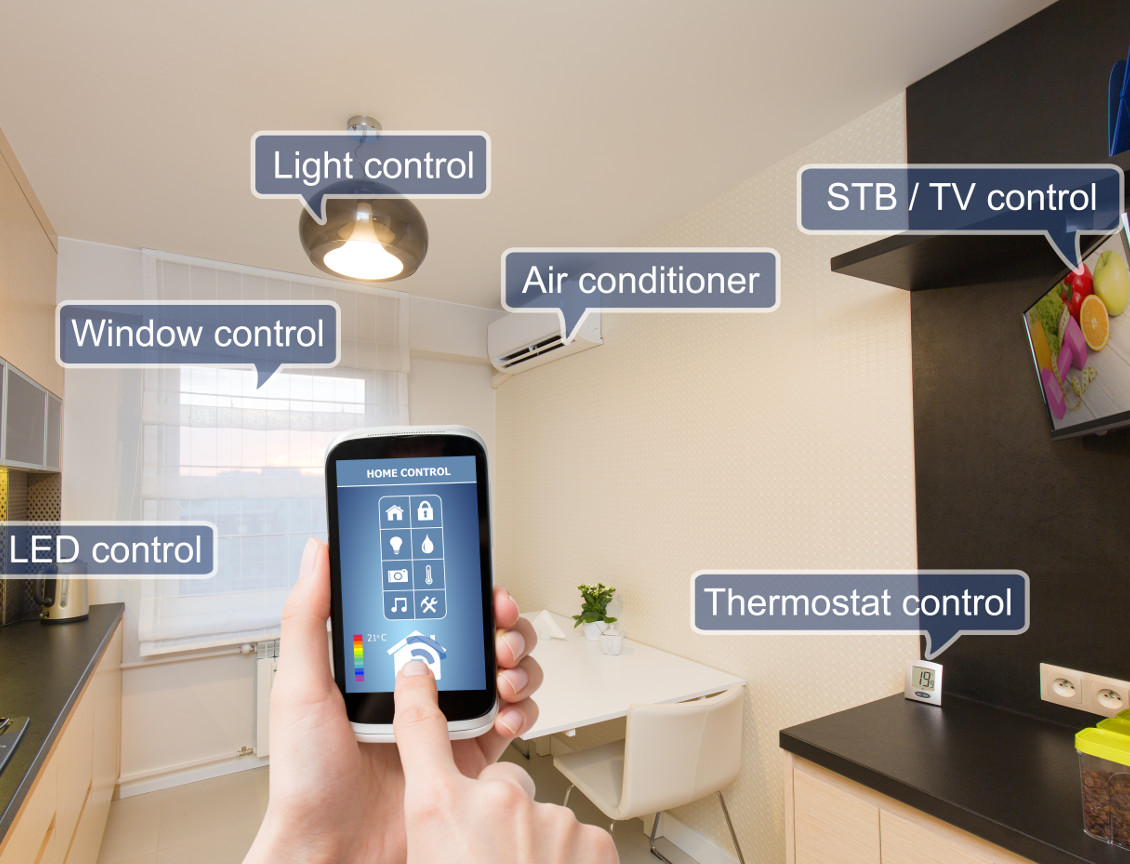 Light control
STB / TV control
Air conditioner
Window control
HOME CONTROL
LED control
Thermostat control
21°C
19